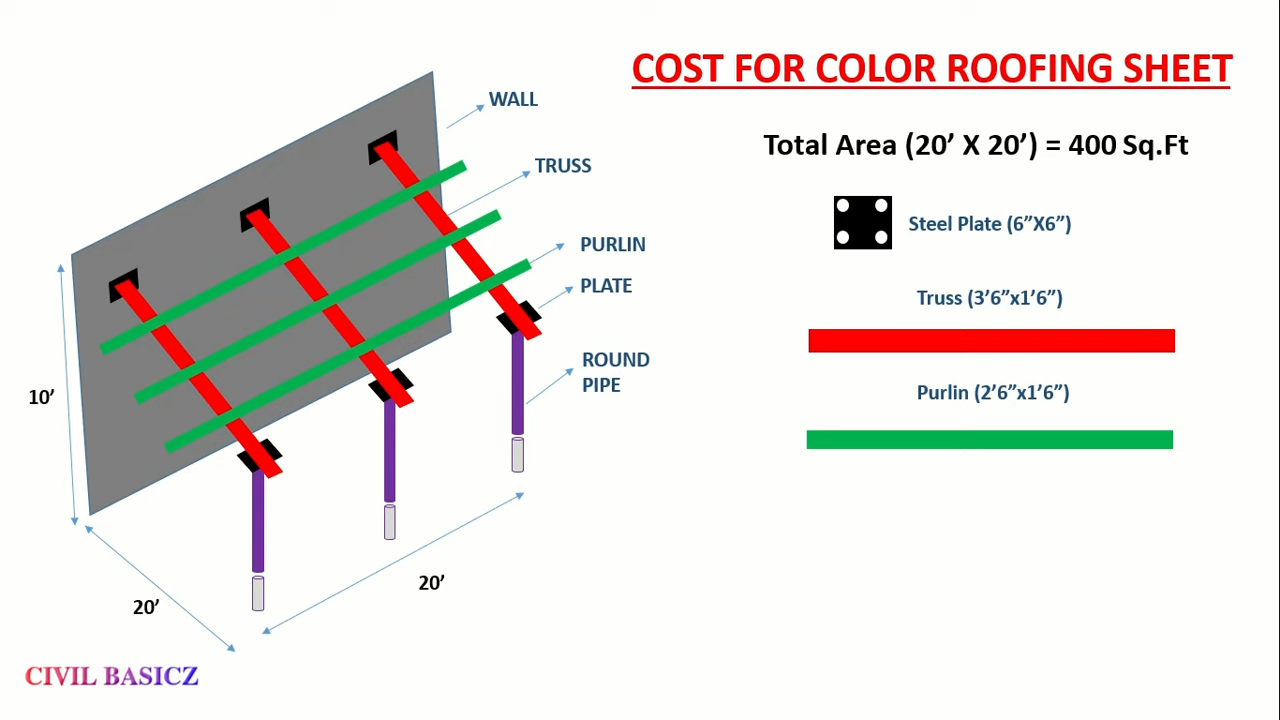 COST FOR COLOR ROOFING SHEET
Total Area (20’ X 20’) = 400 Sq.Ft
WALL
TRUSS
PURLIN
PLATE
ROUND
PIPE
Steel Plate (6”X6”)
Truss (3’6”x1’6”)
Purlin (2’6”x1’6”)
10’
20’
20’
CIVIL BASICZ